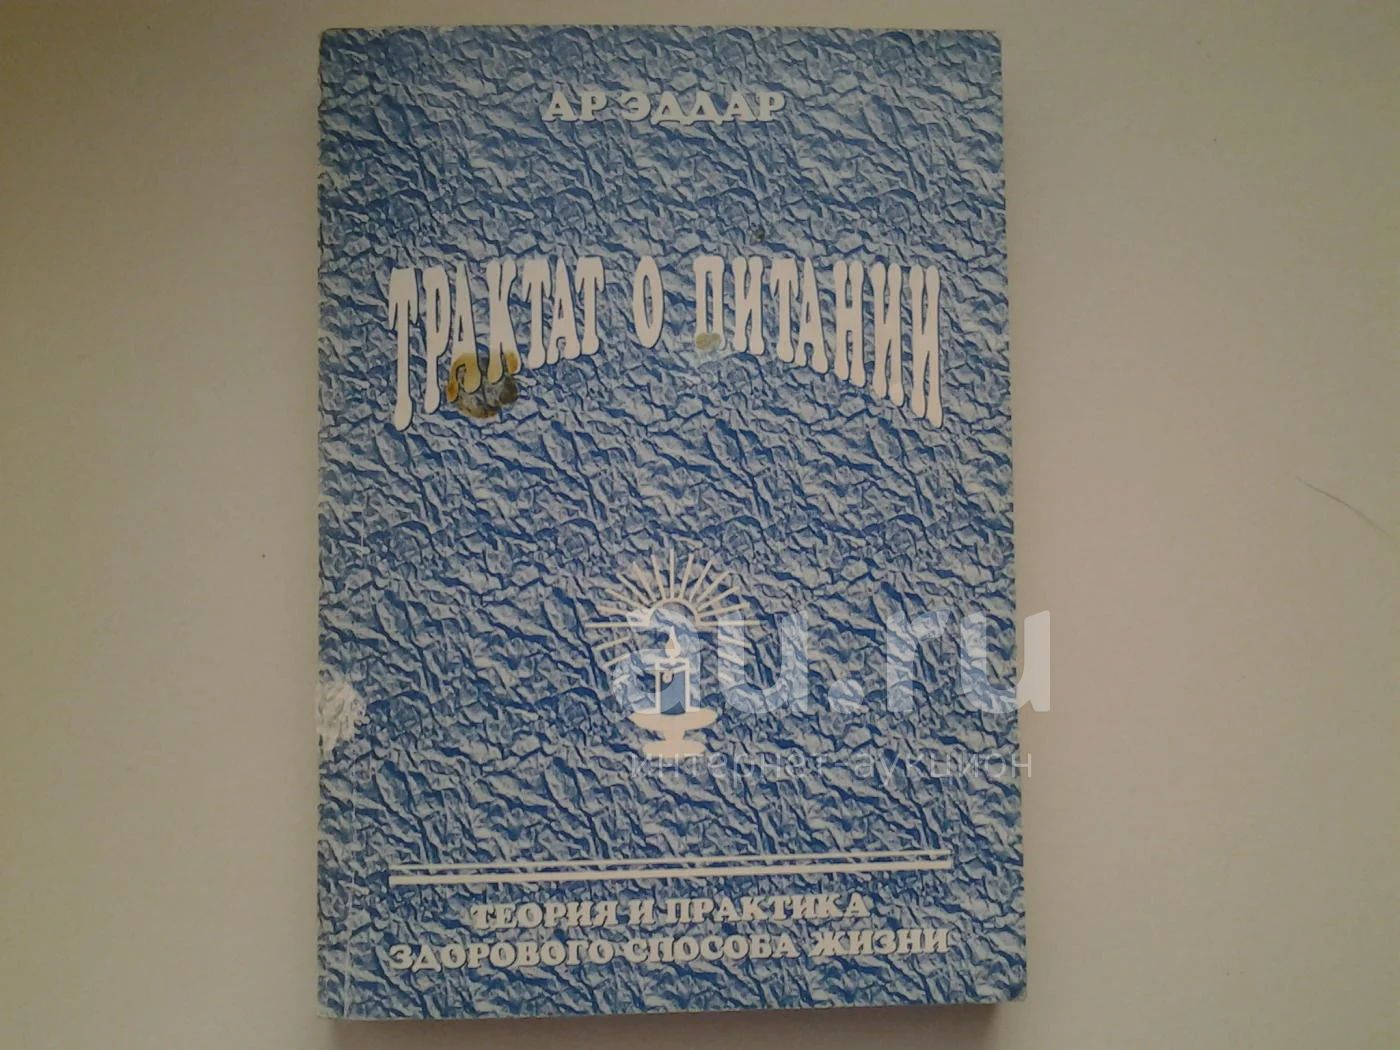 АР ЭДДАР
ТРАКТАТ О ПИТАНИИ
au.ru
интернет-аукцион
ТЕОРИЯ И ПРАКТИКА
ЗДОРОВОГО СПОСОБА ЖИЗНИ